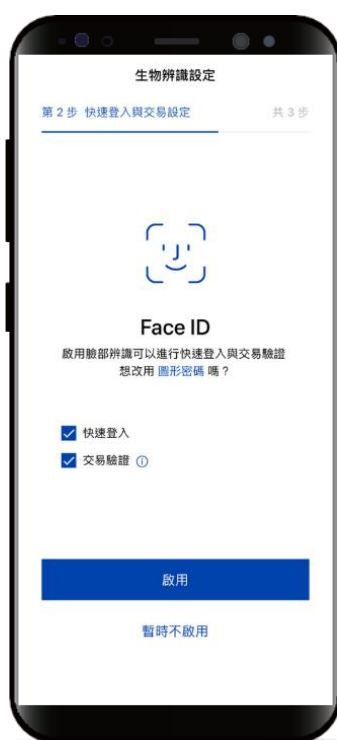 生物辨識設定
第 2 步 快速登入與交易設定 共 3 步
Face ID
啟用臉部辨識可以進行快速登入與交易驗證
想改用 圖形密碼 嗎？
快速登入
交易驗證 ⓘ
啟用
暫時不啟用